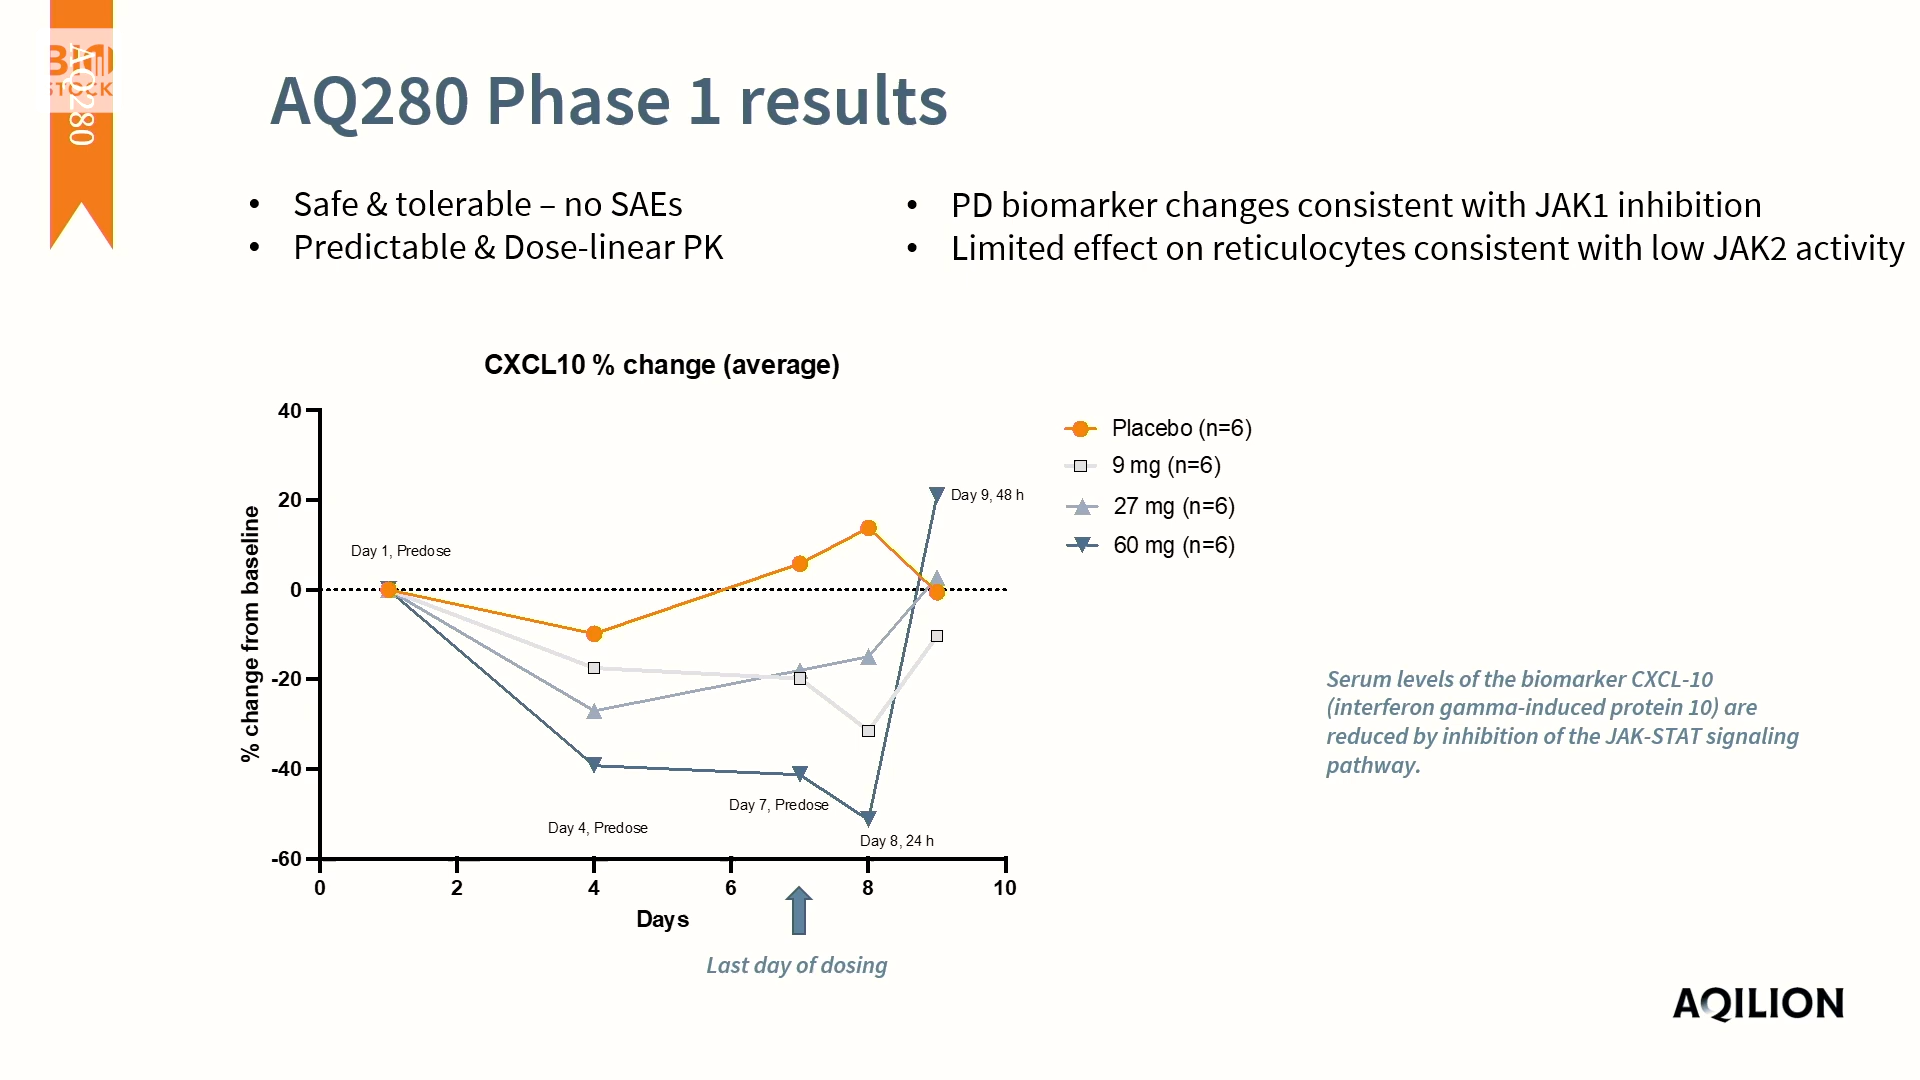 AQ280
AQ280 Phase 1 results
• Safe & tolerable – no SAEs
• Predictable & Dose-linear PK
• PD biomarker changes consistent with JAK1 inhibition
• Limited effect on reticulocytes consistent with low JAK2 activity
CXCL10 % change (average)
% change from baseline
40
20
0
-20
-40
-60
0
2
4
6
8
10
Days
Day 1, Predose
Day 4, Predose
Day 7, Predose
Day 8, 24 h
Day 9, 48 h
Placebo (n=6)
9 mg (n=6)
27 mg (n=6)
60 mg (n=6)
Last day of dosing
Serum levels of the biomarker CXCL-10
(interferon gamma-induced protein 10) are
reduced by inhibition of the JAK-STAT signaling
pathway.
AQILION